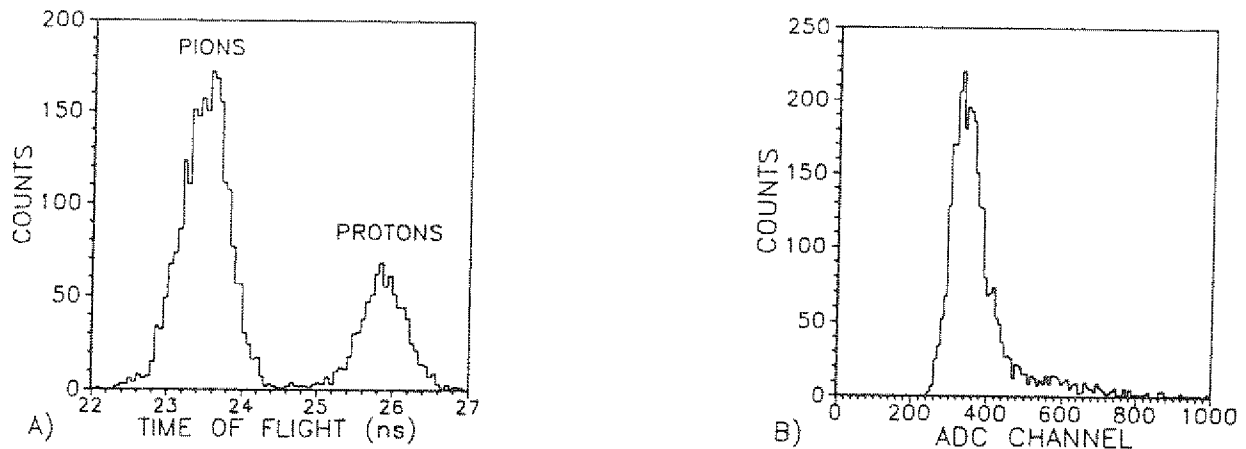 200
150
100
50
0
COUNTS
PIONS
PROTONS
22 23 24 25 26 27
A) TIME OF FLIGHT (ns)
250
200
150
100
50
0
COUNTS
0 200 400 600 800 1000
B) ADC CHANNEL